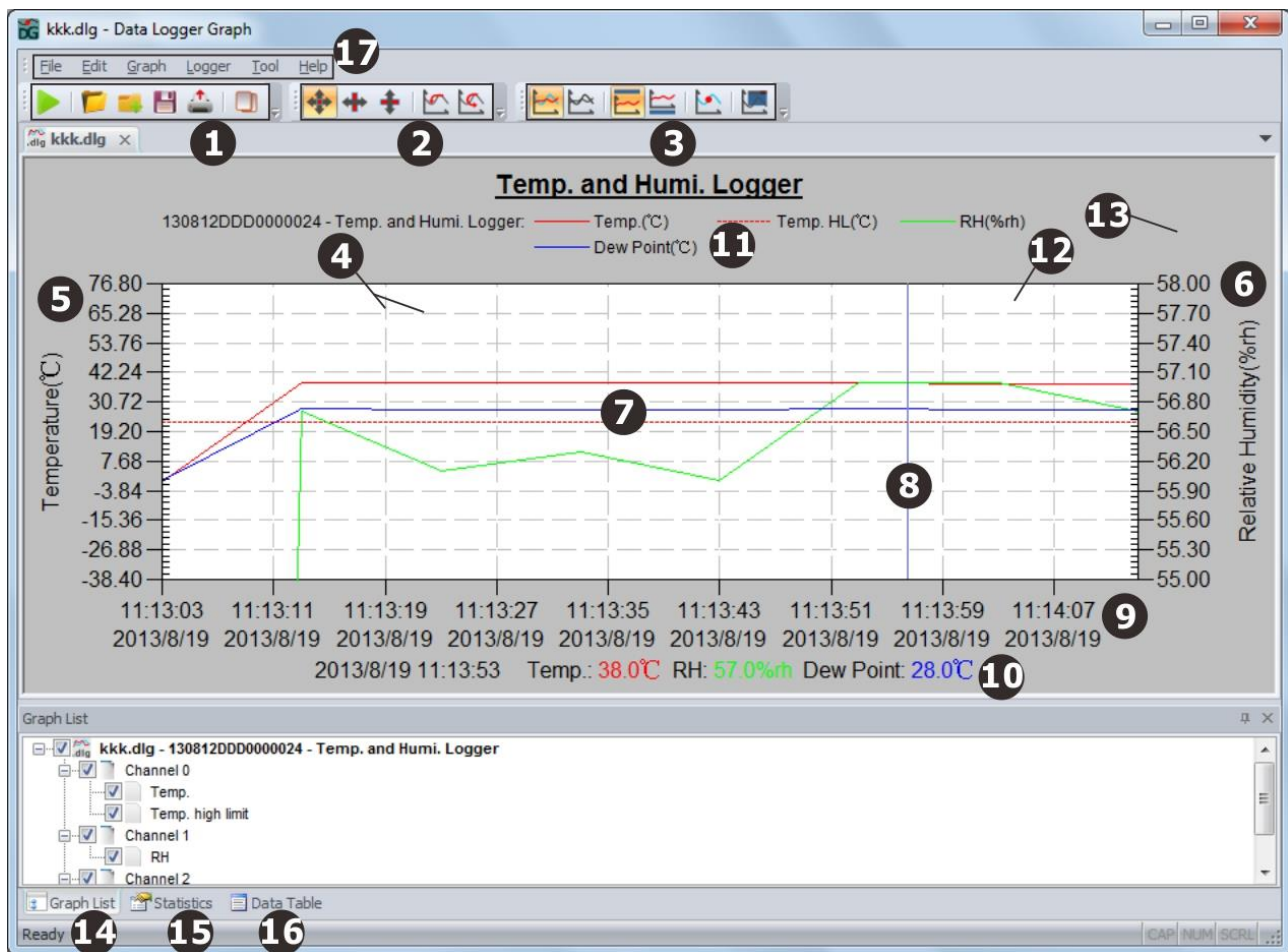 kkk.dlg - Data Logger Graph
File Edit Graph Logger Tool Help 17
1 2 3
.dlg kkk.dlg
Temp. and Humi. Logger
13
130812DDD0000024 - Temp. and Humi. Logger: Temp.(℃) Temp. HL(℃) RH(%rh)
Dew Point(℃) 11
4 12
5 6
Temperature(℃)
76.80
65.28
53.76
42.24
30.72
19.20
7.68
-3.84
-15.36
-26.88
-38.40
7
8
58.00
57.70
57.40
57.10
56.80
56.50
56.20
55.90
55.60
55.30
55.00
Relative Humidity(%rh)
11:13:03 11:13:11 11:13:19 11:13:27 11:13:35 11:13:43 11:13:51 11:13:59 11:14:07
2013/8/19 2013/8/19 2013/8/19 2013/8/19 2013/8/19 2013/8/19 2013/8/19 2013/8/19 2013/8/19
9
2013/8/19 11:13:53 Temp.: 38.0℃ RH: 57.0%rh Dew Point: 28.0℃ 10
Graph List
.dlg kkk.dlg - 130812DDD0000024 - Temp. and Humi. Logger
Channel 0
Temp.
Temp. high limit
Channel 1
RH
Channel 2
Graph List Statistics Data Table
Ready 14 15 16 CAP NUM SCRL